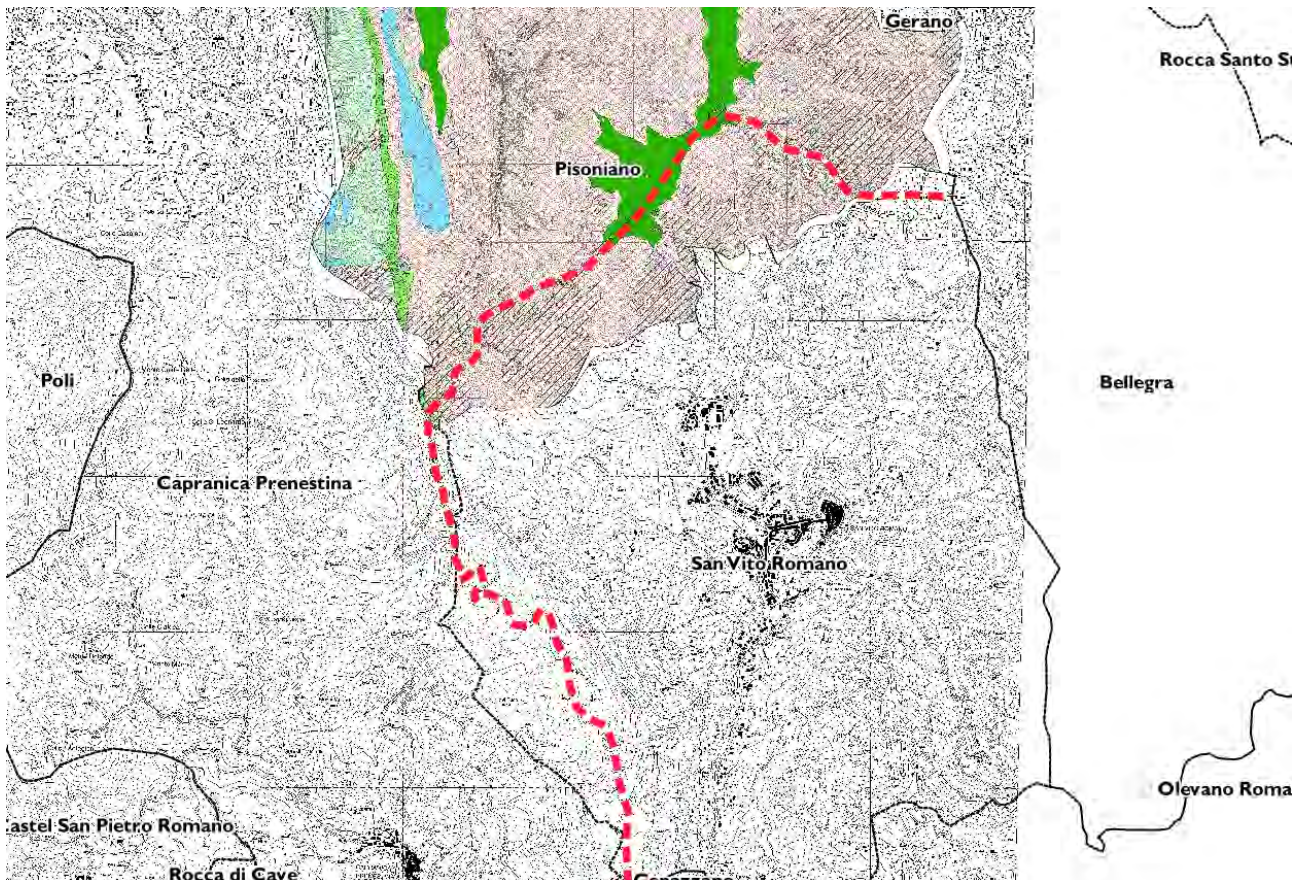 Gerano
Rocca Santo S
Pisoniano
Poli
Bellegra
Capranica Prenestina
San Vito Romano
Olevano Roma
astel San Pietro Romano
Rocca di Cave
Genazzano